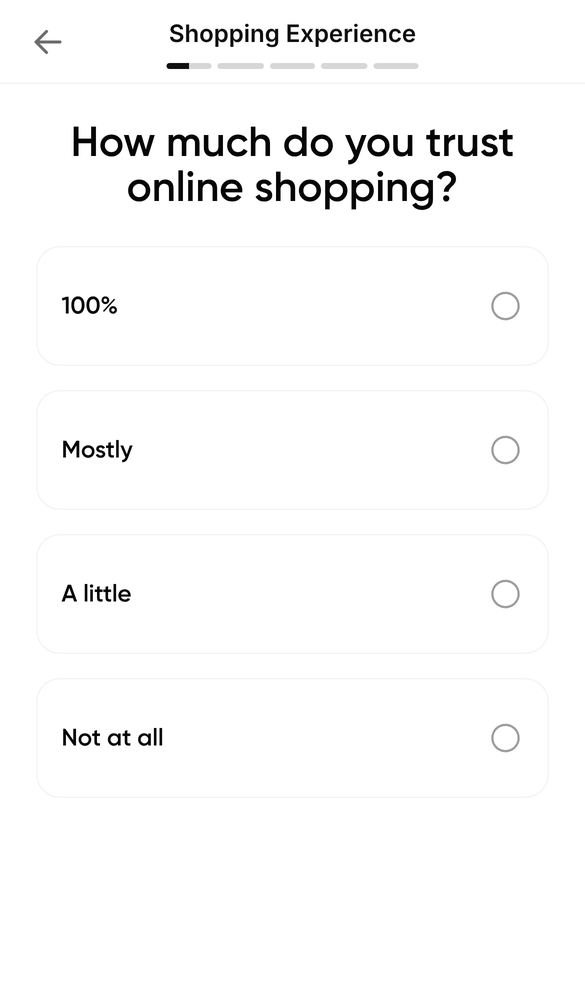 Shopping Experience
How much do you trust
online shopping?
100%
Mostly
A little
Not at all